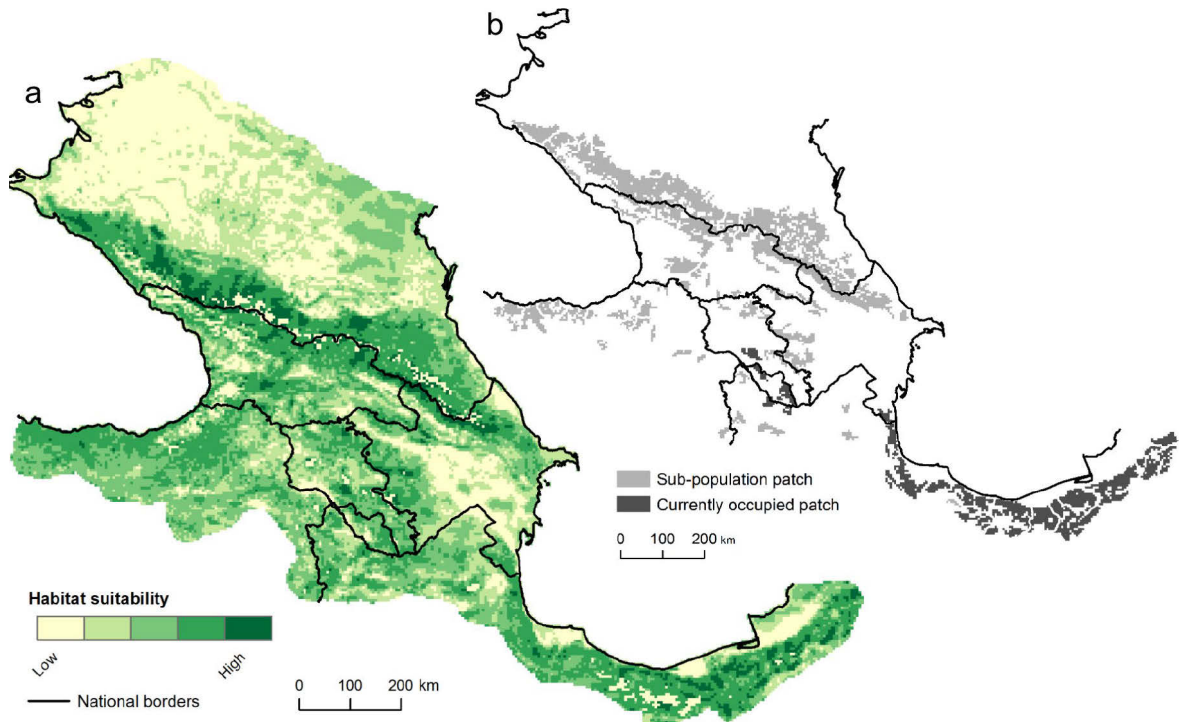 a
b
Sub-population patch
Currently occupied patch
0 100 200 km
Habitat suitability
Low
High
National borders
0 100 200 km